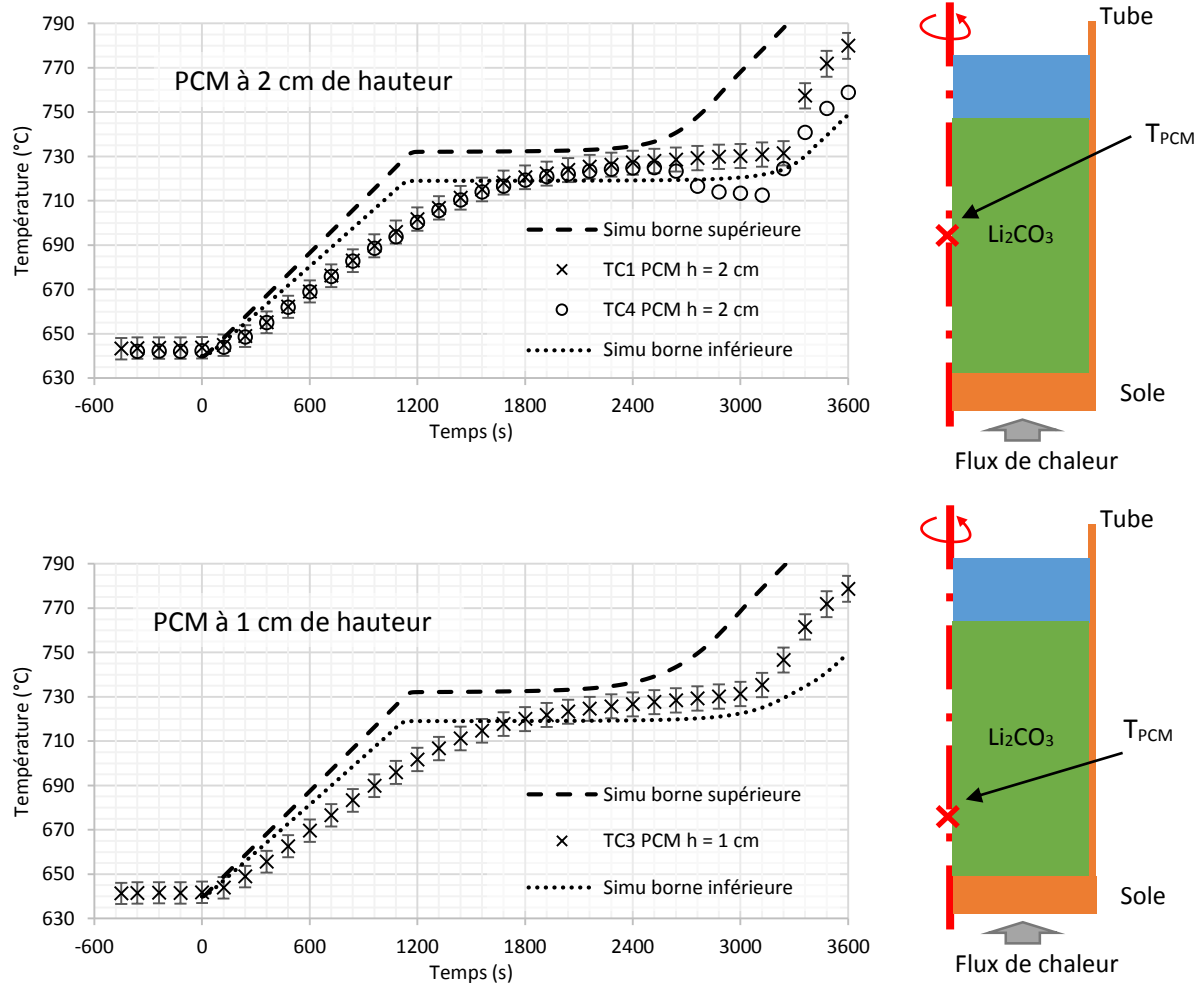 790
770
750
730
710
690
670
650
630
Température (°C)
PCM à 2 cm de hauteur
Simu borne supérieure
TC1 PCM h = 2 cm
TC4 PCM h = 2 cm
Simu borne inférieure
-600 0 600 1200 1800 2400 3000 3600
Temps (s)
Tube
TPCM
Li2CO3
Sole
Flux de chaleur
790
770
750
730
710
690
670
650
630
Température (°C)
PCM à 1 cm de hauteur
Simu borne supérieure
TC3 PCM h = 1 cm
Simu borne inférieure
-600 0 600 1200 1800 2400 3000 3600
Temps (s)
Tube
Li2CO3
TPCM
Sole
Flux de chaleur